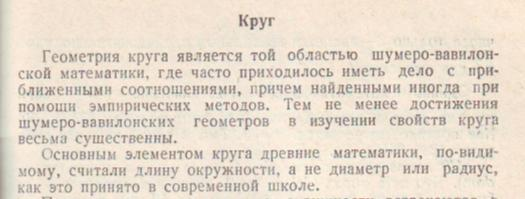 Круг
Геометрия круга является той областью шумеро-вавилон-
ской математики, где часто приходилось иметь дело с при-
ближенными соотношениями, причем найденными иногда при
помощи эмпирических методов. Тем не менее достижения
шумеро-вавилонских геометров в изучении свойств круга
весьма существенны.
Основным элементом круга древние математики, по-види-
мому, считали длину окружности, а не диаметр или радиус,
как это принято в современной школе.